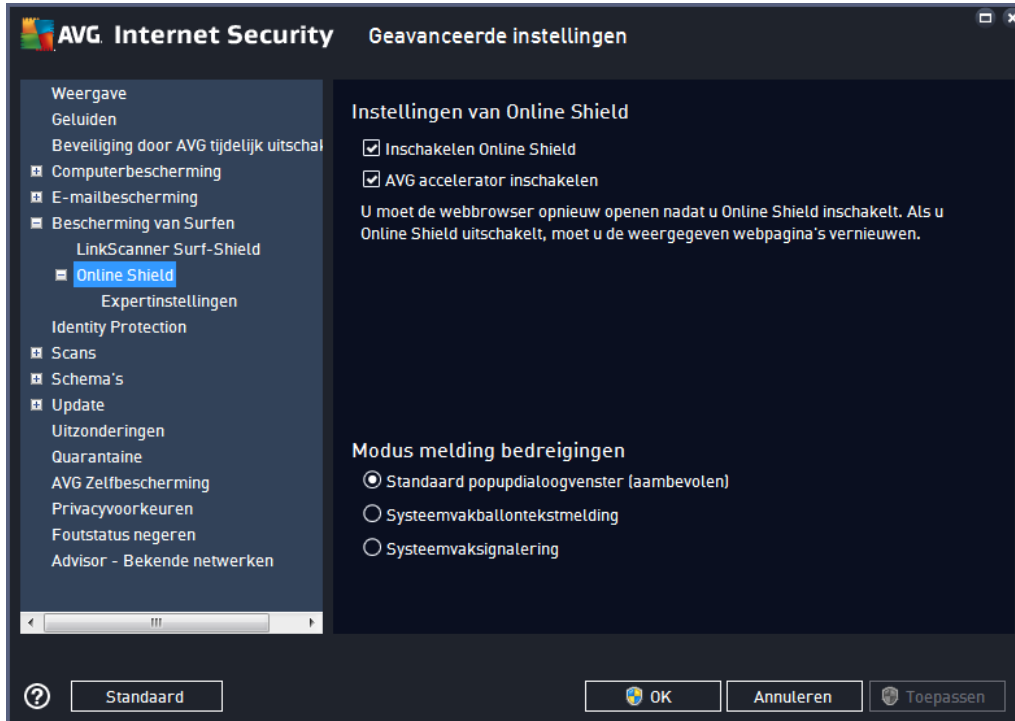 AVG. Internet Security
Geavanceerde instellingen
Weergave
Geluiden
Beveiliging door AVG tijdelijk uitschak
Computerbescherming
E-mailbescherming
Bescherming van Surfen
LinkScanner Surf-Shield
Online Shield
Expertinstellingen
Identity Protection
Scans
Schema's
Update
Uitzonderingen
Quarantaine
AVG Zelfbescherming
Privacyvoorkeuren
Foutstatus negeren
Advisor - Bekende netwerken
Instellingen van Online Shield
Inschakelen Online Shield
AVG accelerator inschakelen
U moet de webbrowser opnieuw openen nadat u Online Shield inschakelt. Als u
Online Shield uitschakelt, moet u de weergegeven webpagina's vernieuwen.
Modus melding bedreigingen
Standaard popupdialoogvenster (aambevolen)
Systeemvakballontekstmelding
Systeemvaksignalering
Standaard
OK
Annuleren
Toepassen